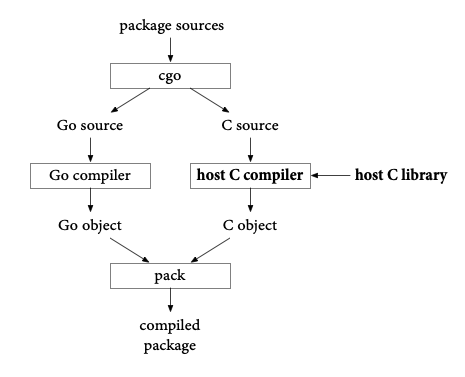 package sources
cgo
Go source
C source
Go compiler
host C compiler
host C library
Go object
C object
pack
compiled
package